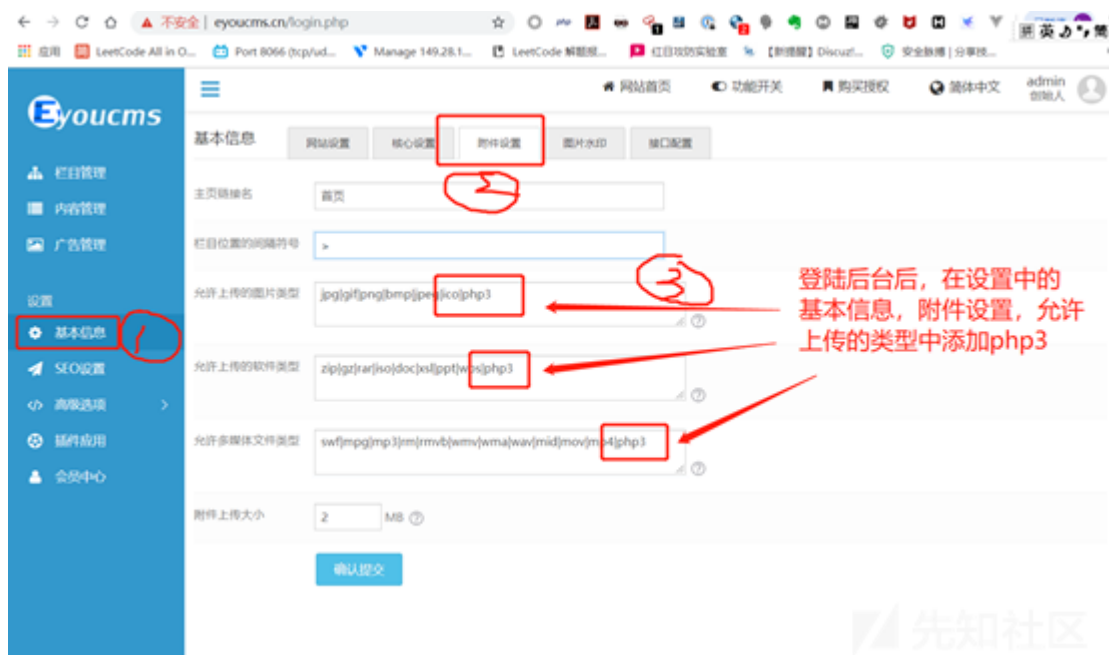 不安全 | eyoucms.cn/login.php
应用 LeetCode All in O... Port 8066 (tcp/ud... Manage 149.28.1... LeetCode 解题报... 红日攻防实验室 【新提醒】Discuz!... 安全脉搏 | 分享技...
英
Eyoucms
网站首页 功能开关 购买授权 简体中文 admin
创始人
基本信息 网站设置 核心设置 附件设置 图片水印 接口配置
栏目管理
内容管理
广告管理
设置
基本信息
SEO设置
高级选项
插件应用
会员中心
1
2
3
主页链接名 首页
栏目位置的间隔符号 >
允许上传的图片类型 jpg|gif|png|bmp|jpeg|ico|php3
允许上传的软件类型 zip|gz|rar|iso|doc|xsl|ppt|wps|php3
允许多媒体文件类型 swf|mpg|mp3|rm|rmvb|wmv|wma|wav|mid|mov|mp4|php3
附件上传大小 2 MB
确认提交
登陆后台后，在设置中的
基本信息，附件设置，允许
上传的类型中添加php3
先知社区